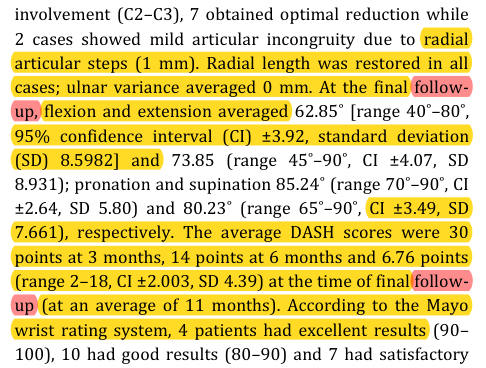 involvement (C2–C3), 7 obtained optimal reduction while
2 cases showed mild articular incongruity due to radial
articular steps (1 mm). Radial length was restored in all
cases; ulnar variance averaged 0 mm. At the final follow-
up, flexion and extension averaged 62.85˚ [range 40˚–80˚,
95% confidence interval (CI) ±3.92, standard deviation
(SD) 8.5982] and 73.85 (range 45˚–90˚, CI ±4.07, SD
8.931); pronation and supination 85.24˚ (range 70˚–90˚, CI
±2.64, SD 5.80) and 80.23˚ (range 65˚–90˚, CI ±3.49, SD
7.661), respectively. The average DASH scores were 30
points at 3 months, 14 points at 6 months and 6.76 points
(range 2–18, CI ±2.003, SD 4.39) at the time of final follow-
up (at an average of 11 months). According to the Mayo
wrist rating system, 4 patients had excellent results (90–
100), 10 had good results (80–90) and 7 had satisfactory